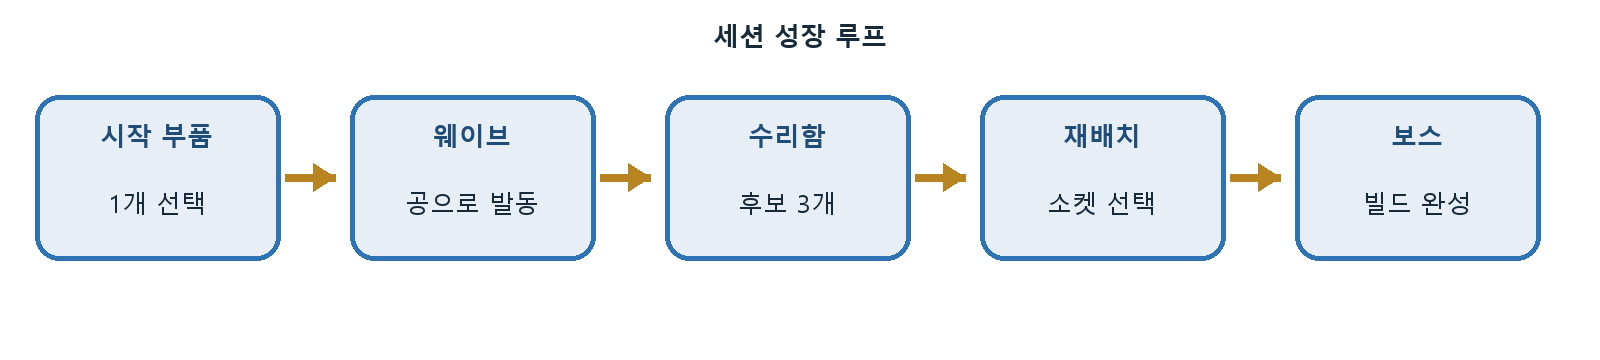 세션 성장 루프
시작 부품
1개 선택
웨이브
공으로 발동
수리함
후보 3개
재배치
소켓 선택
보스
빌드 완성